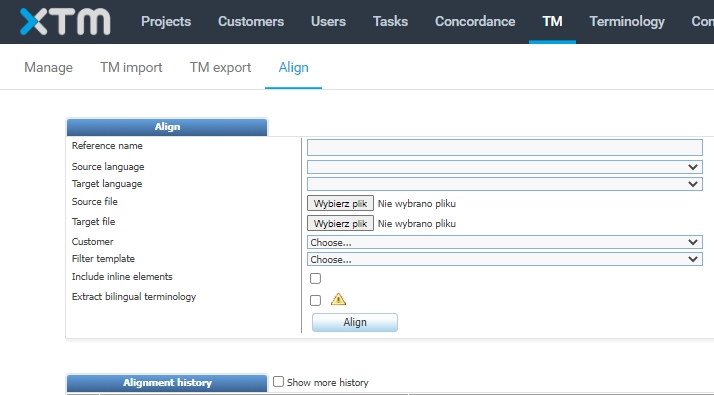 XTM Projects Customers Users Tasks Concordance TM Terminology
Manage TM import TM export Align
Align
Reference name
Source language
Target language
Source file Wybierz plik Nie wybrano pliku
Target file Wybierz plik Nie wybrano pliku
Customer Choose...
Filter template Choose...
Include inline elements
Extract bilingual terminology
Align
Alignment history Show more history